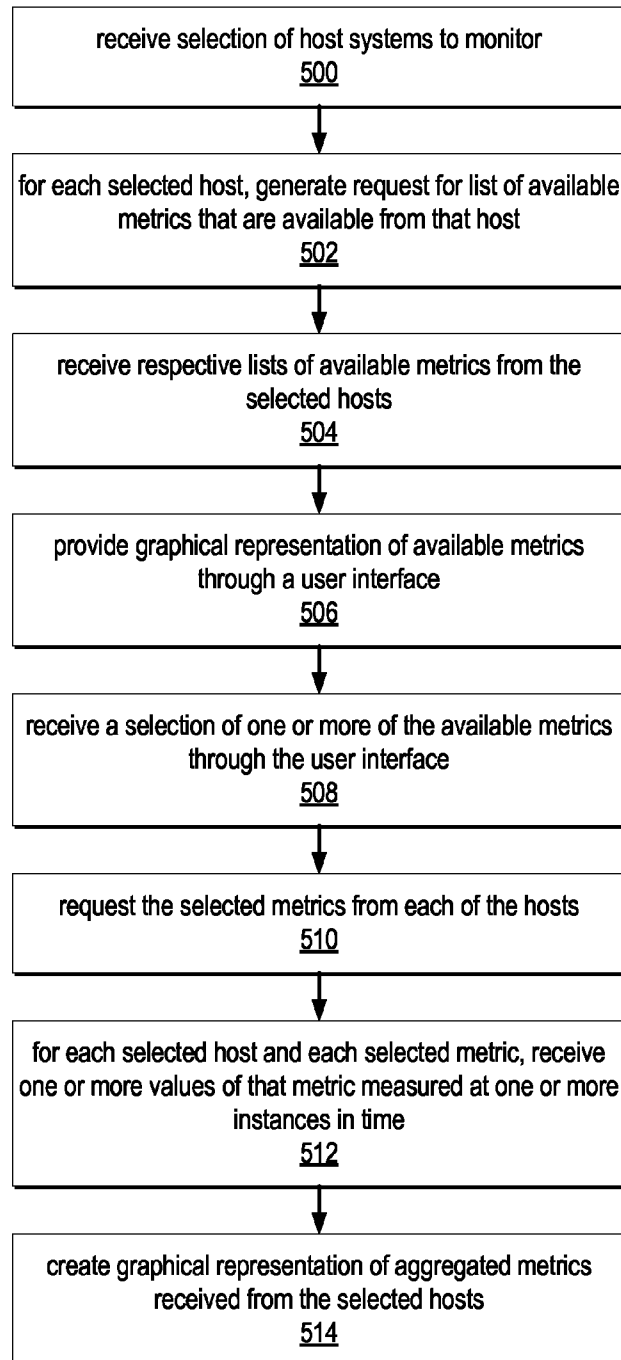 receive selection of host systems to monitor
500
for each selected host, generate request for list of available
metrics that are available from that host
502
receive respective lists of available metrics from the
selected hosts
504
provide graphical representation of available metrics
through a user interface
506
receive a selection of one or more of the available metrics
through the user interface
508
request the selected metrics from each of the hosts
510
for each selected host and each selected metric, receive
one or more values of that metric measured at one or more
instances in time
512
create graphical representation of aggregated metrics
received from the selected hosts
514